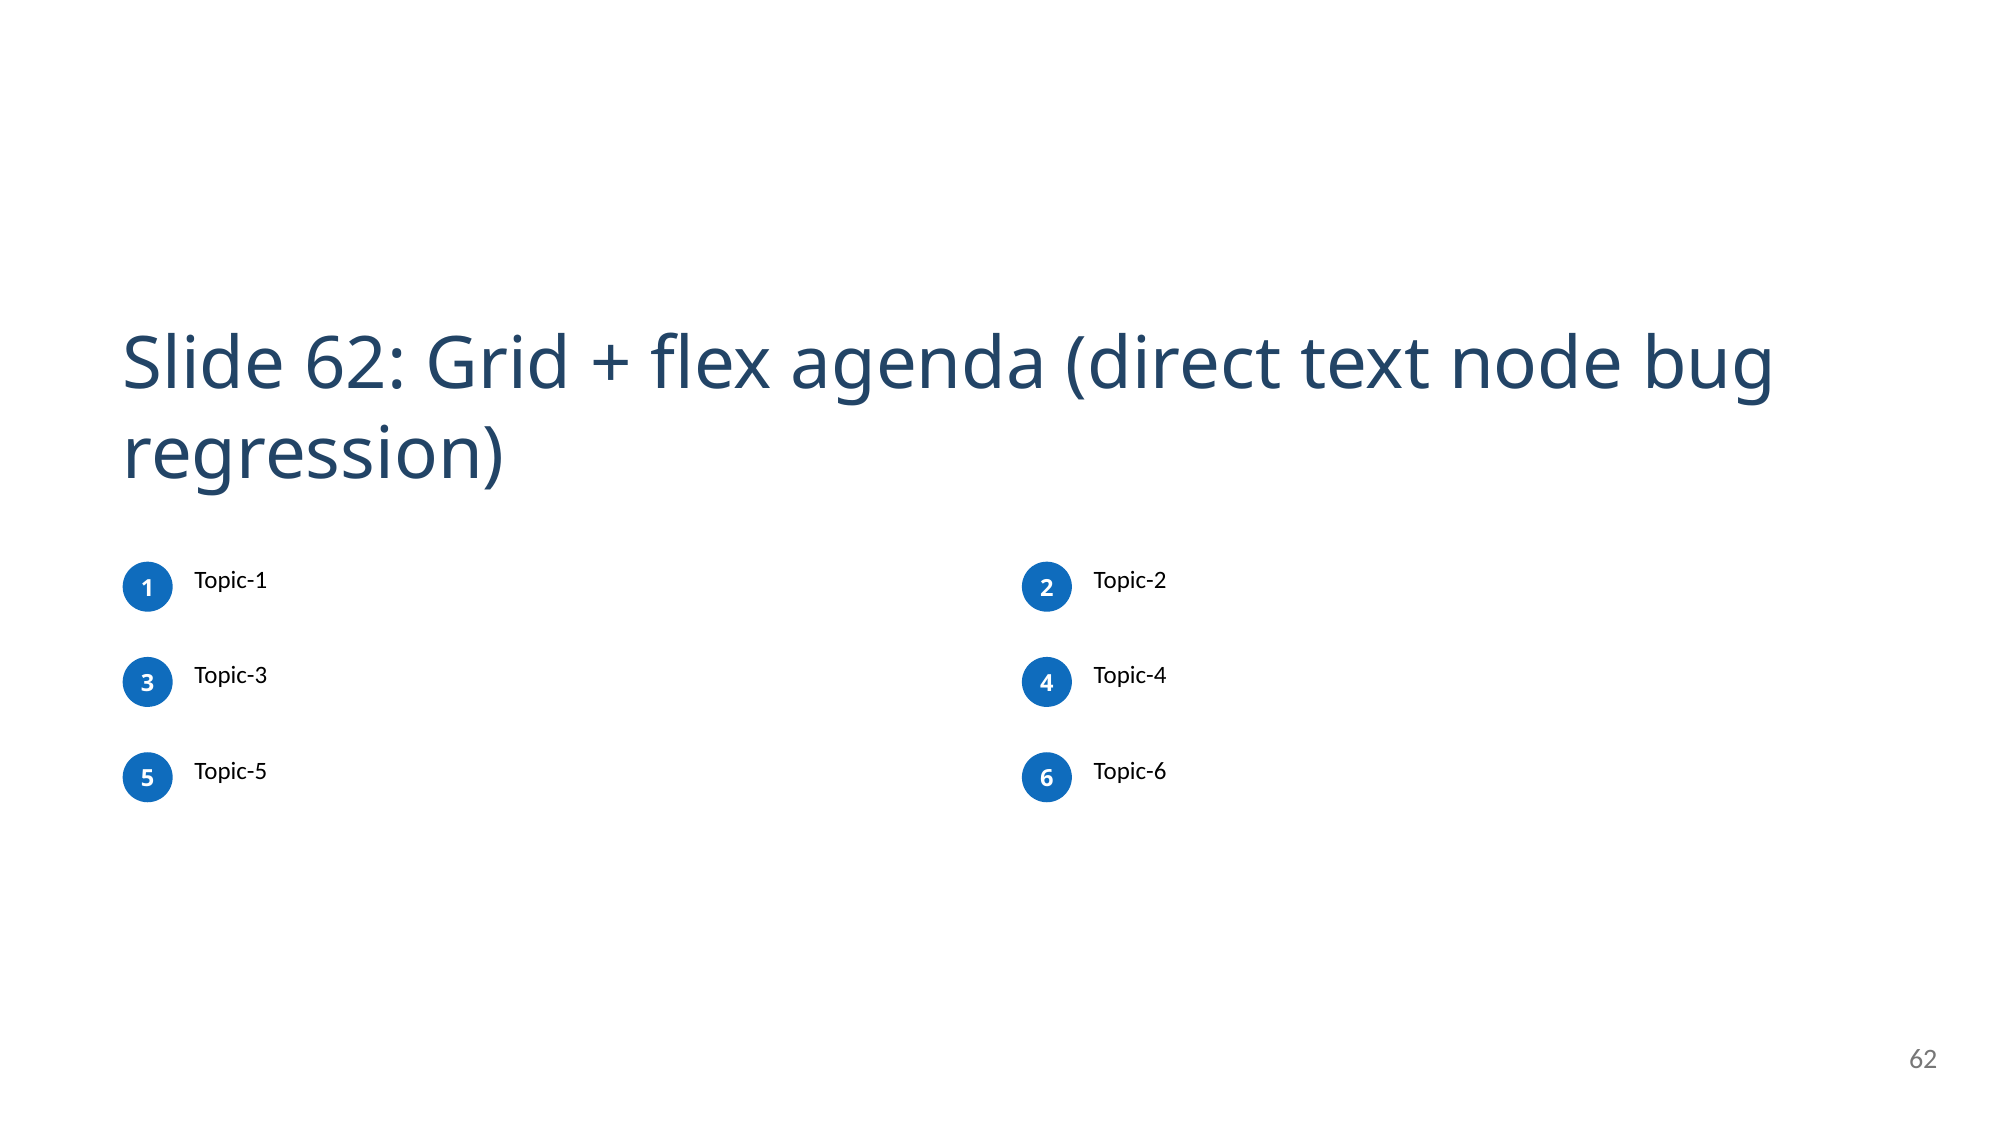 Slide 62: Grid + flex agenda (direct text node bug
regression)
1 Topic-1
2 Topic-2
3 Topic-3
4 Topic-4
5 Topic-5
6 Topic-6
62